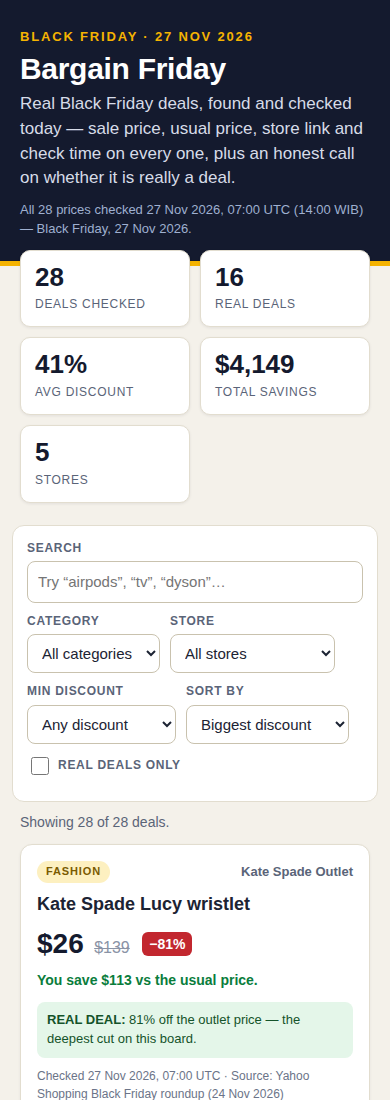 BLACK FRIDAY · 27 NOV 2026
Bargain Friday
Real Black Friday deals, found and checked
today — sale price, usual price, store link and
check time on every one, plus an honest call
on whether it is really a deal.
All 28 prices checked 27 Nov 2026, 07:00 UTC (14:00 WIB)
— Black Friday, 27 Nov 2026.
28
DEALS CHECKED
16
REAL DEALS
41%
AVG DISCOUNT
$4,149
TOTAL SAVINGS
5
STORES
SEARCH
Try “airpods”, “tv”, “dyson”…
CATEGORY
STORE
All categories
All stores
MIN DISCOUNT
SORT BY
Any discount
Biggest discount
REAL DEALS ONLY
Showing 28 of 28 deals.
FASHION
Kate Spade Outlet
Kate Spade Lucy wristlet
$26 $139 −81%
You save $113 vs the usual price.
REAL DEAL: 81% off the outlet price — the
deepest cut on this board.
Checked 27 Nov 2026, 07:00 UTC · Source: Yahoo
Shopping Black Friday roundup (24 Nov 2026)